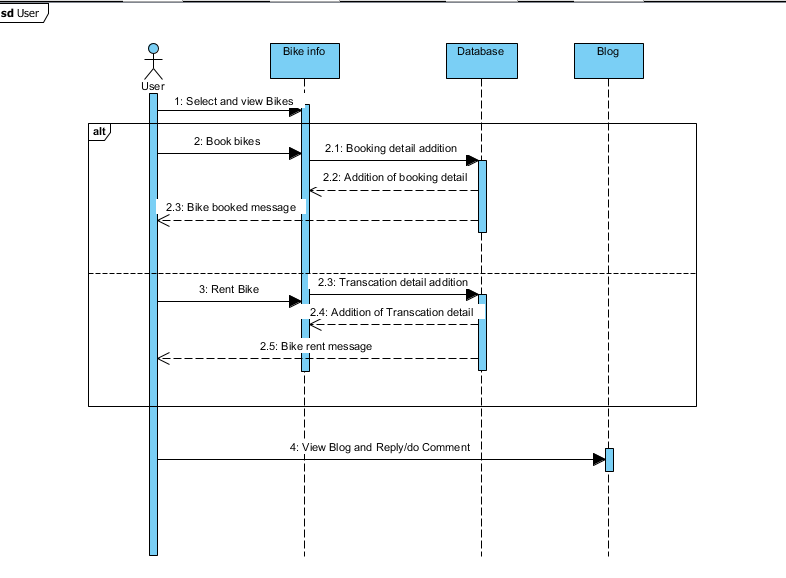 sd User
User
Bike info
Database
Blog
1: Select and view Bikes
alt
2: Book bikes
2.1: Booking detail addition
2.2: Addition of booking detail
2.3: Bike booked message
2.3: Transcation detail addition
3: Rent Bike
2.4: Addition of Transcation detail
2.5: Bike rent message
4: View Blog and Reply/do Comment